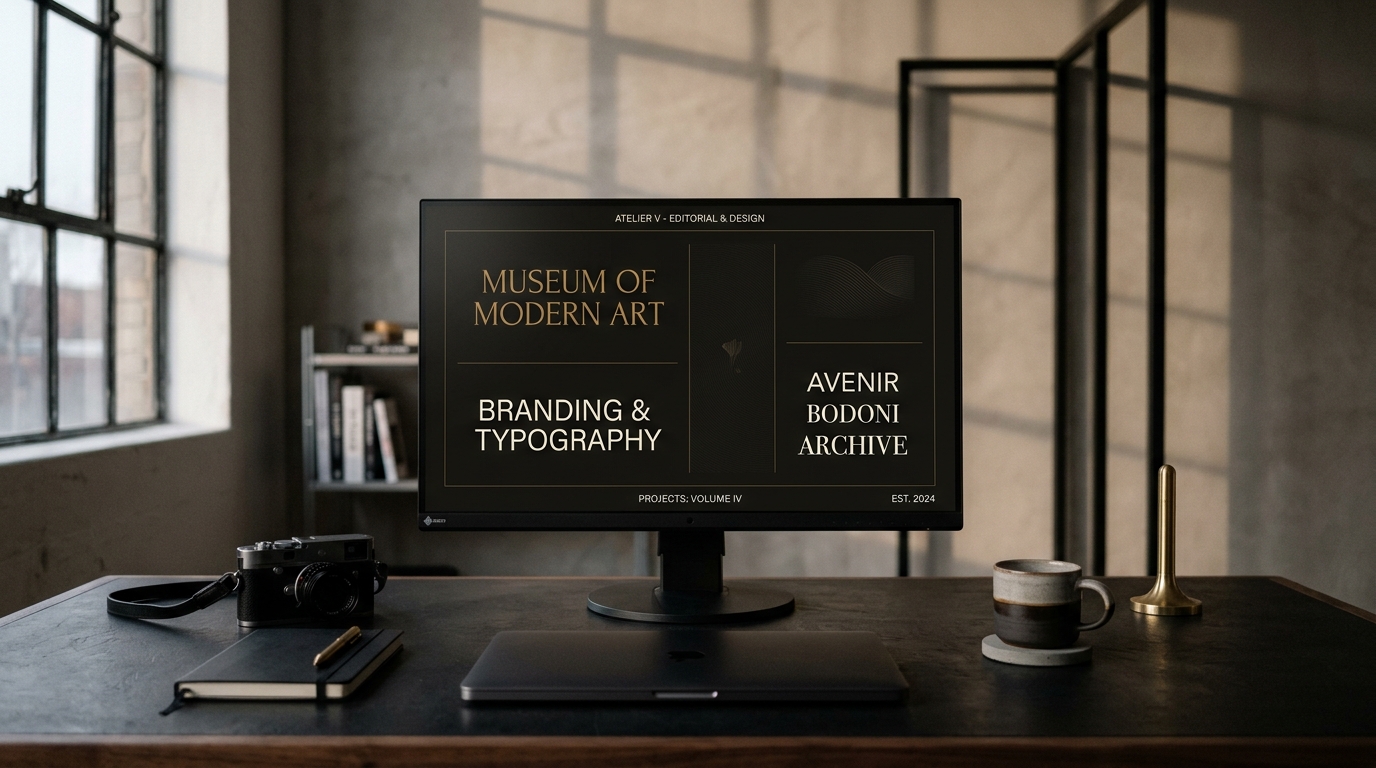 ATELIER V - EDITORIAL & DESIGN
MUSEUM OF
MODERN ART
BRANDING &
TYPOGRAPHY
AVENIR
BODONI
ARCHIVE
PROJECTS: VOLUME IV
EST. 2024